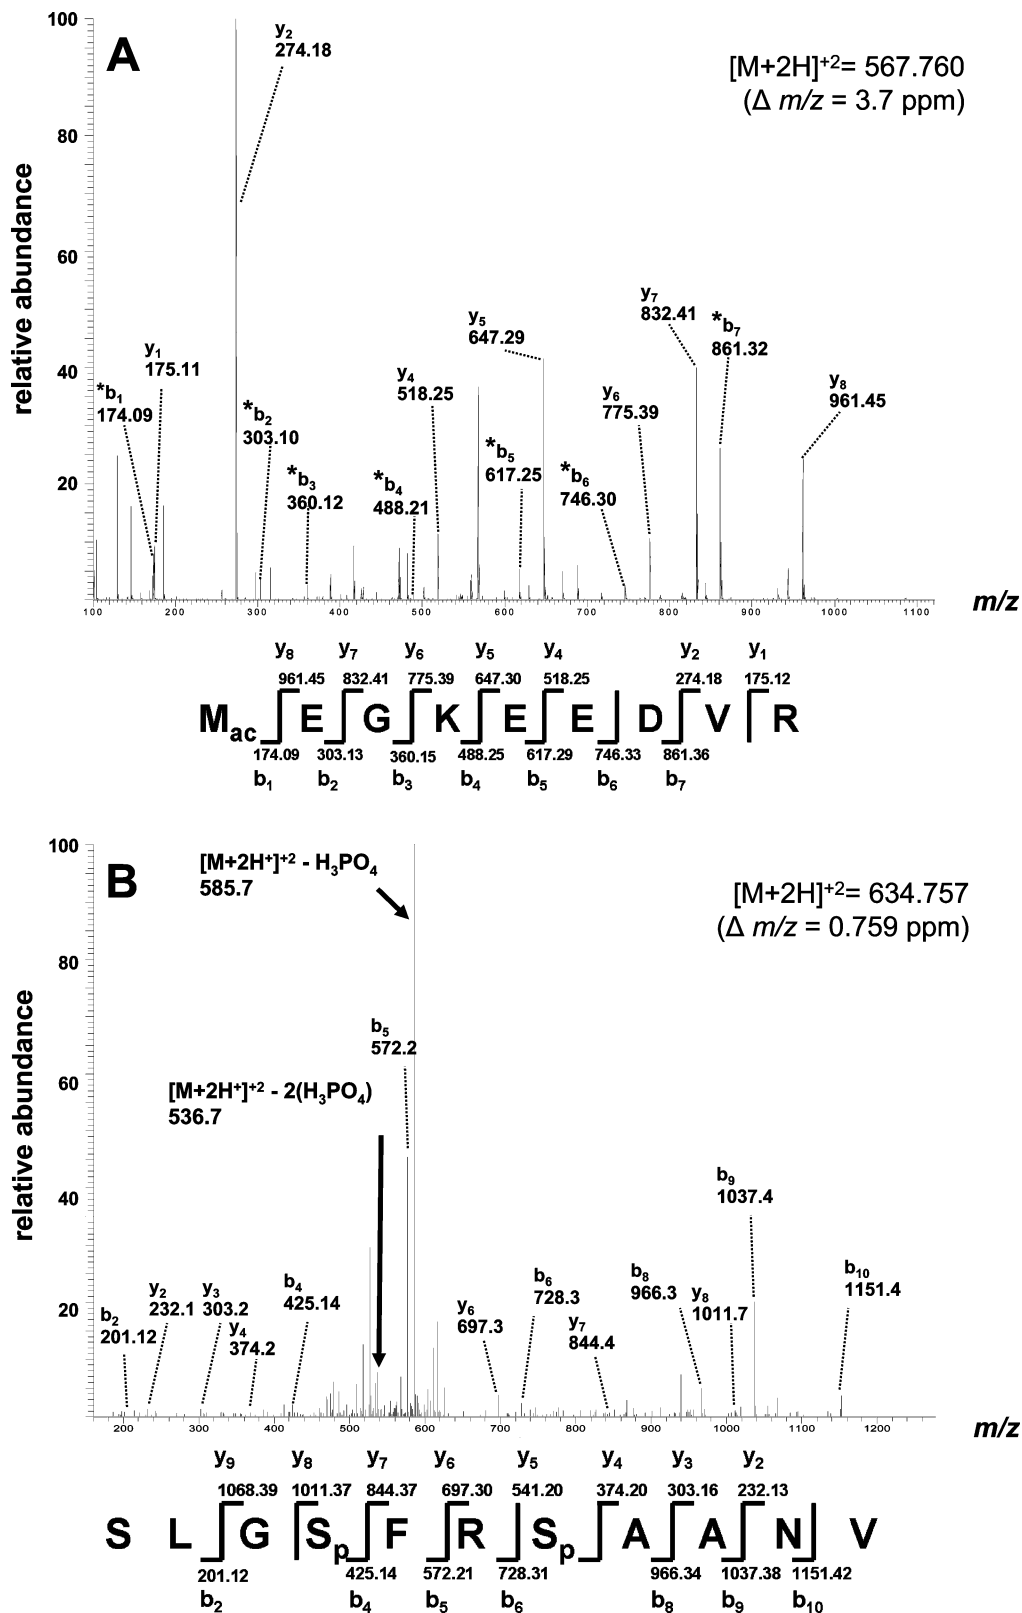 A
[M+2H]+2= 567.760
(Δ m/z = 3.7 ppm)
relative abundance
100
80
60
40
20
y2
274.18
y1
175.11
*b1
174.09
*b2
303.10
*b3
360.12
*b4
488.21
y4
518.25
y5
647.29
*b5
617.25
*b6
746.30
y6
775.39
y7
832.41
*b7
861.32
y8
961.45
100 200 300 400 500 600 700 800 900 1000 1100
m/z
y8 y7 y6 y5 y4 y2 y1
961.45 832.41 775.39 647.30 518.25 274.18 175.12
Mac E G K E E D V R
174.09 303.13 360.15 488.25 617.29 746.33 861.36
b1 b2 b3 b4 b5 b6 b7
B
[M+2H]+2= 634.757
(Δ m/z = 0.759 ppm)
relative abundance
100
80
60
40
20
[M+2H+]+2 - H3PO4
585.7
b5
572.2
[M+2H+]+2 - 2(H3PO4)
536.7
b2
201.12
y2
232.1
y3
303.2
y4
374.2
b4
425.14
y6
697.3
b6
728.3
y7
844.4
b8
966.3
y8
1011.7
b9
1037.4
b10
1151.4
200 300 400 500 600 700 800 900 1000 1100 1200
m/z
y9 y8 y7 y6 y5 y4 y3 y2
1068.39 1011.37 844.37 697.30 541.20 374.20 303.16 232.13
S L G Sp F R Sp A A N V
201.12 425.14 572.21 728.31 966.34 1037.38 1151.42
b2 b4 b5 b6 b8 b9 b10